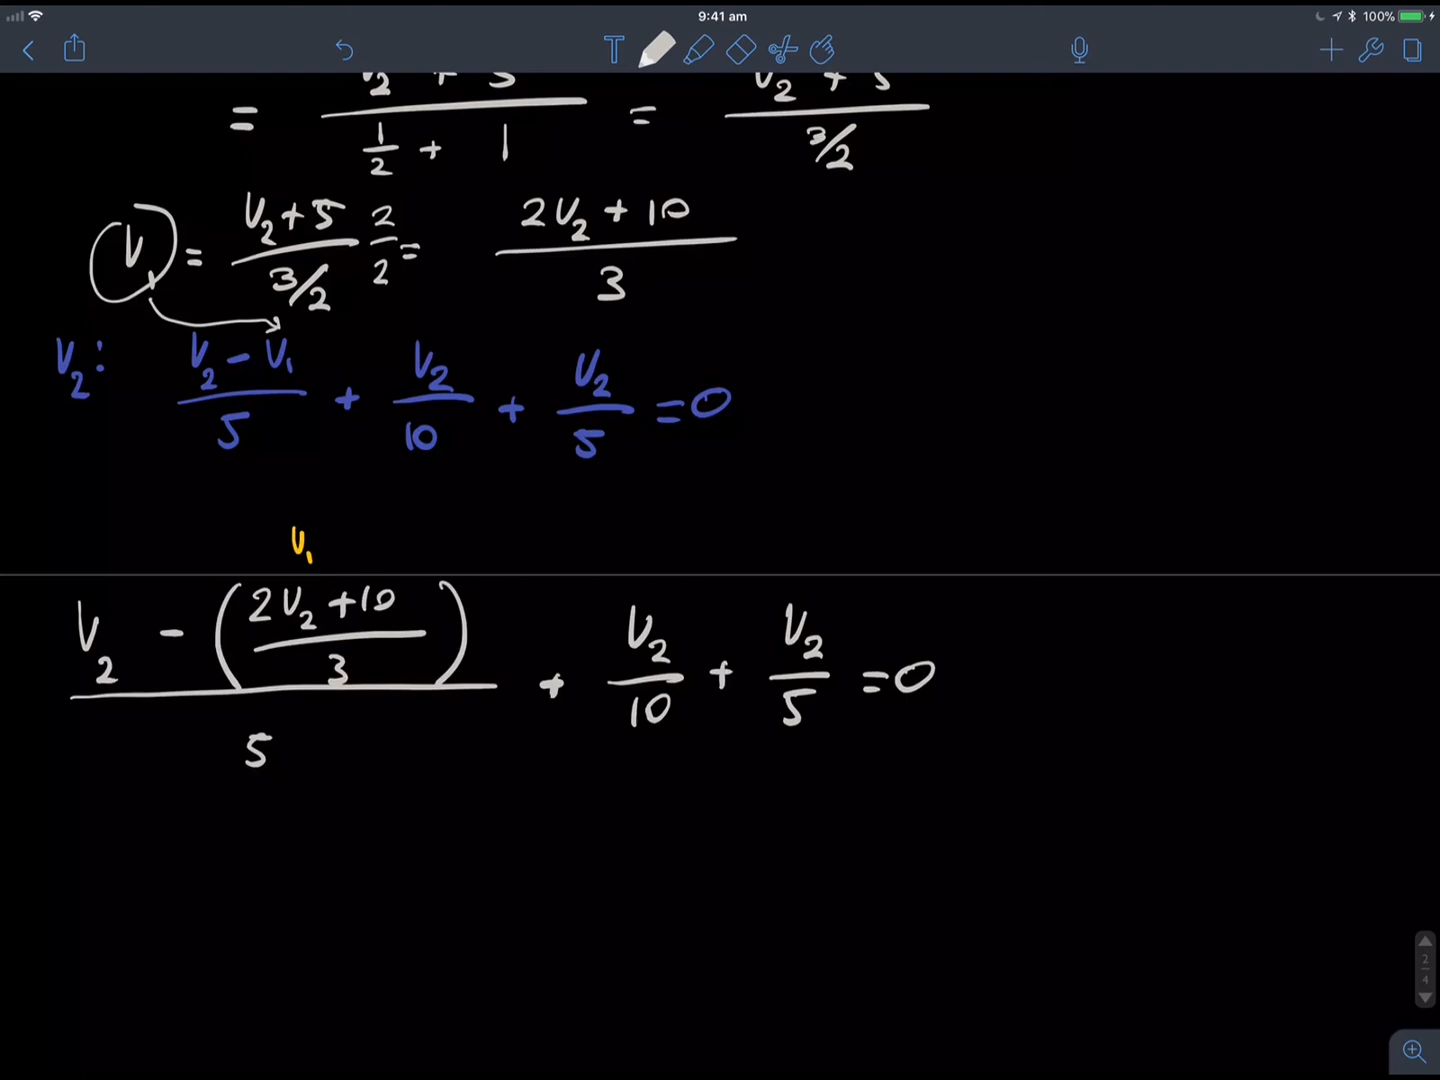 9:41 am 100%
T
= V₂ + 5 / (1/2 + 1) = V₂ + 5 / (3/2)
V₁ = (V₂+5)/(3/2) 2/2 = (2V₂ + 10)/3
V₂: (V₂ - V₁)/5 + V₂/10 + V₂/5 = 0
V₁
(V₂ - ((2V₂ + 10)/3))/5 + V₂/10 + V₂/5 = 0
2
4